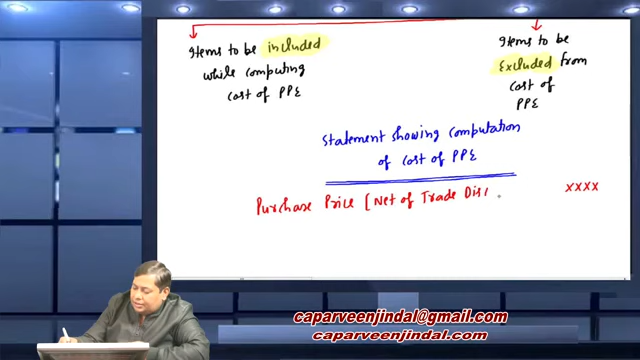 Items to be included
while computing
cost of PPE
Items to be
Excluded from
cost of
PPE
Statement showing computation
of cost of PPE
Purchase Price [Net of Trade Dis( xxxx
caparveenjindal@gmail.com
caparveenjindal.com